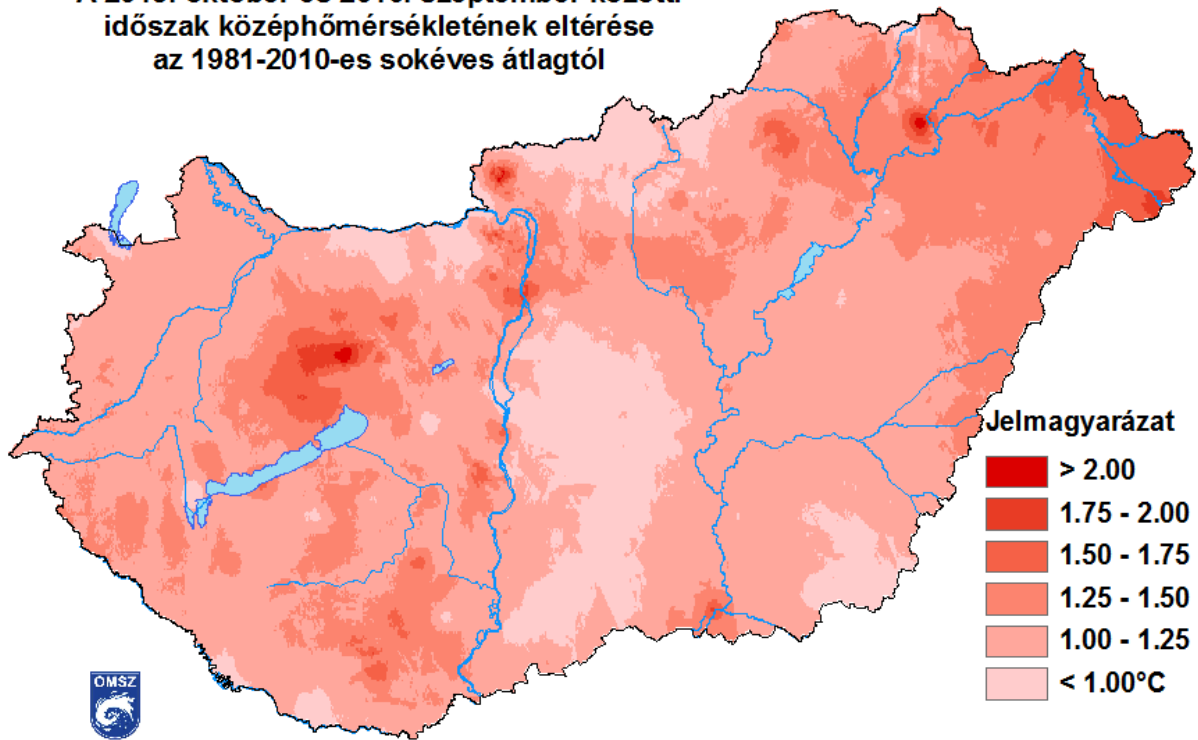 időszak középhőmérsékletének eltérése
az 1981-2010-es sokéves átlagtól
Jelmagyarázat
> 2.00
1.75 - 2.00
1.50 - 1.75
1.25 - 1.50
1.00 - 1.25
< 1.00°C
OMSZ